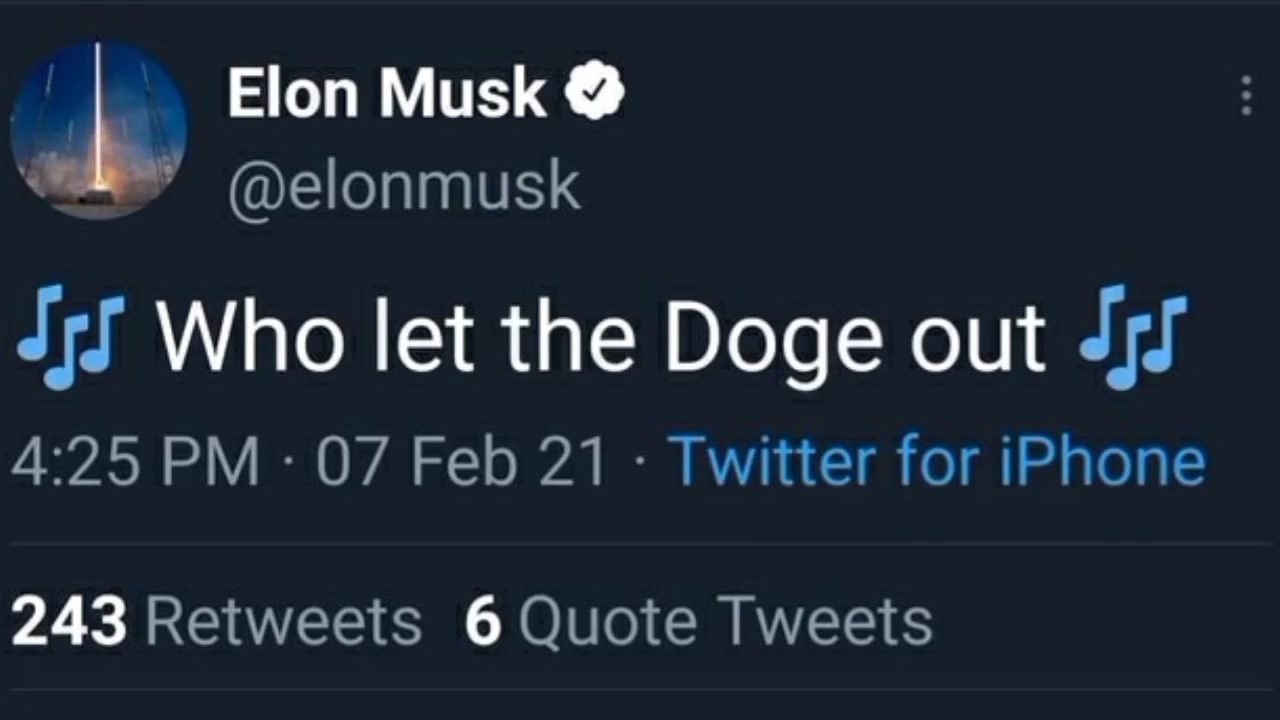 Elon Musk
@elonmusk
🎶 Who let the Doge out 🎶
4:25 PM · 07 Feb 21 · Twitter for iPhone
243 Retweets 6 Quote Tweets